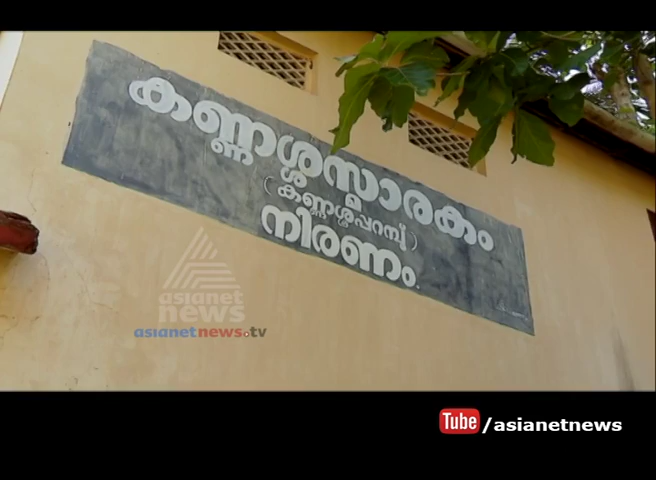 കണ്ണശ്ശസ്മാരകം
(കണ്ണശ്ശപ്പറമ്പ്)
നിരണം.
asianet
news
asianetnews.tv
Tube /asianetnews